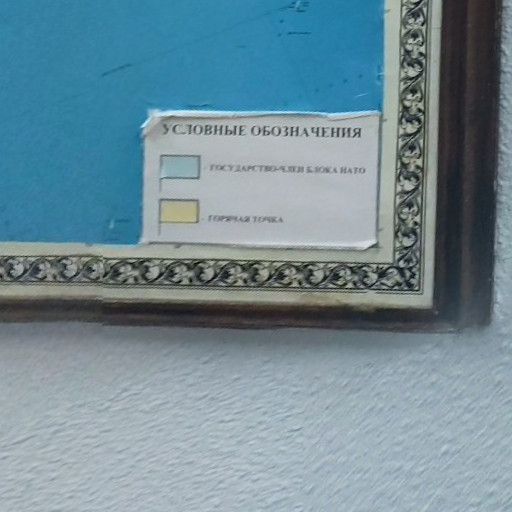 УСЛОВНЫЕ ОБОЗНАЧЕНИЯ
- ГОСУДАРСТВО-ЧЛЕН БЛОКА НАТО
- ГОРЯЧАЯ ТОЧКА